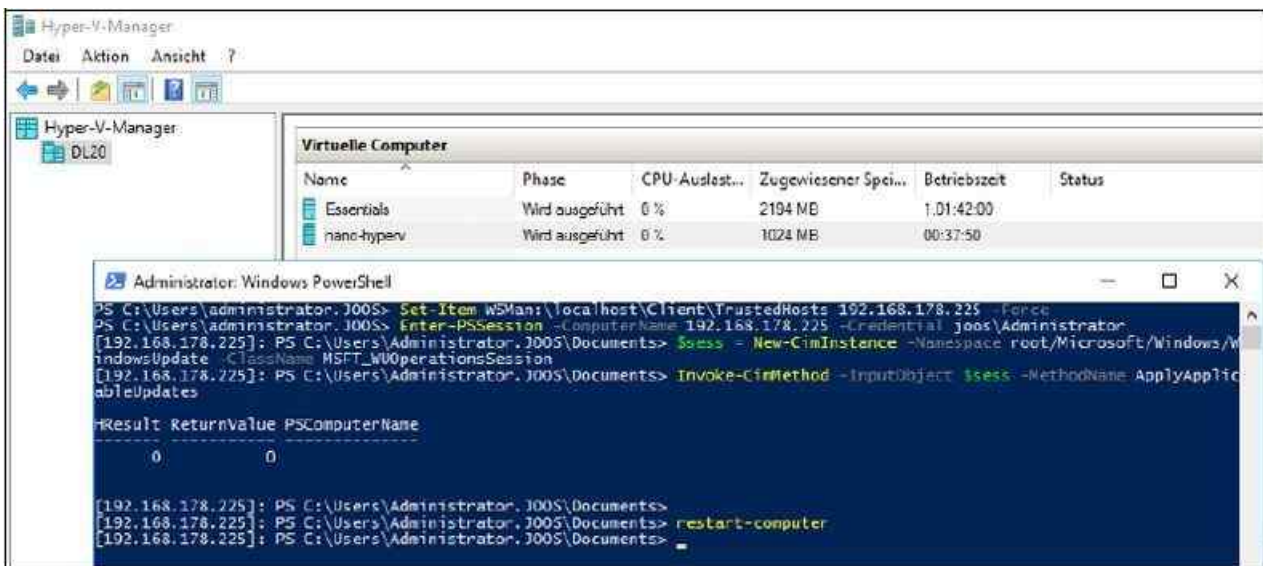 Hyper-V-Manager
Datei Aktion Ansicht ?
Hyper-V-Manager
DL20
Virtuelle Computer
Name Phase CPU-Auslast... Zugewiesener Spei... Betriebszeit Status
Essentials Wird ausgeführt 0 % 2194 MB 1.01:42:00
nano-hyperv Wird ausgeführt 0 % 1024 MB 00:37:50
Administrator: Windows PowerShell
PS C:\Users\administrator.JOOS> Set-Item WSMan:\localhost\Client\TrustedHosts 192.168.178.225 -Force
PS C:\Users\administrator.JOOS> Enter-PSSession -ComputerName 192.168.178.225 -Credential joos\Administrator
[192.168.178.225]: PS C:\Users\Administrator.JOOS\Documents> $sess = New-CimInstance -Namespace root/Microsoft/Windows/W
indowsUpdate -ClassName MSFT_WUOperationsSession
[192.168.178.225]: PS C:\Users\Administrator.JOOS\Documents> Invoke-CimMethod -InputObject $sess -MethodName ApplyApplic
ableUpdates
HResult ReturnValue PSComputerName
------- ----------- --------------
0 0
[192.168.178.225]: PS C:\Users\Administrator.JOOS\Documents>
[192.168.178.225]: PS C:\Users\Administrator.JOOS\Documents> restart-computer
[192.168.178.225]: PS C:\Users\Administrator.JOOS\Documents>